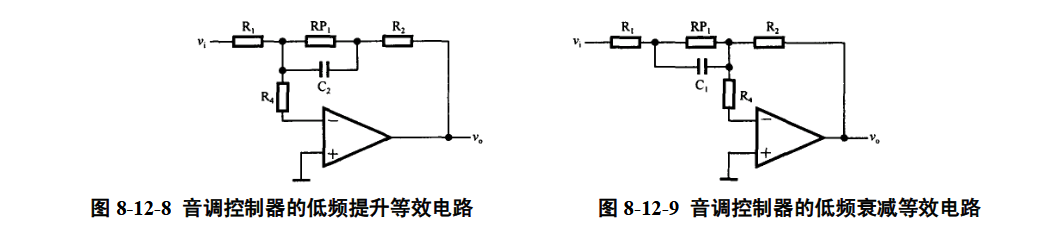 R₁ RP₁ R₂
vᵢ
C₂
R₄
−
+
vₒ
图 8-12-8 音调控制器的低频提升等效电路
R₁ RP₁ R₂
vᵢ
C₁
R₄
−
+
vₒ
图 8-12-9 音调控制器的低频衰减等效电路